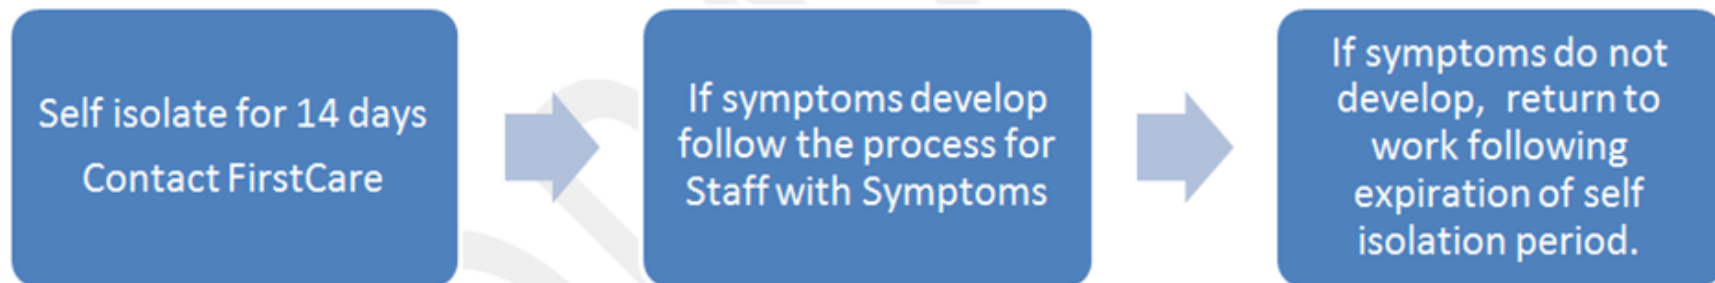 Self isolate for 14 days
Contact FirstCare
If symptoms develop
follow the process for
Staff with Symptoms
If symptoms do not
develop, return to
work following
expiration of self
isolation period.